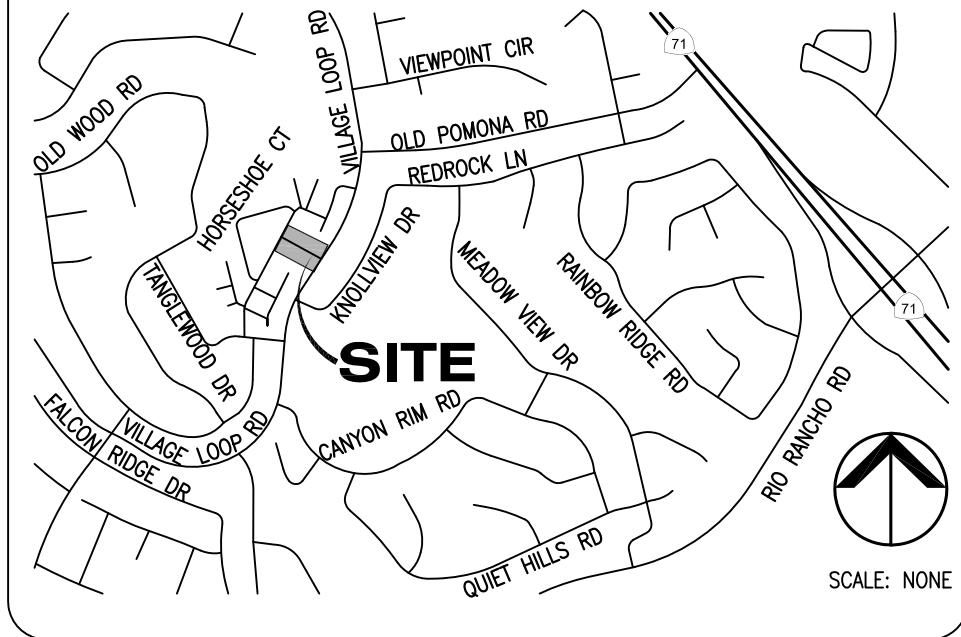 71
VIEWPOINT CIR
VILLAGE LOOP RD
OLD WOOD RD
OLD POMONA RD
REDROCK LN
HORSESHOE CT
KNOLLVIEW DR
TANGLEWOOD DR
MEADOW VIEW DR
RAINBOW RIDGE RD
71
SITE
FALCON RIDGE DR
VILLAGE LOOP RD
CANYON RIM RD
RIO RANCHO RD
QUIET HILLS RD
SCALE: NONE